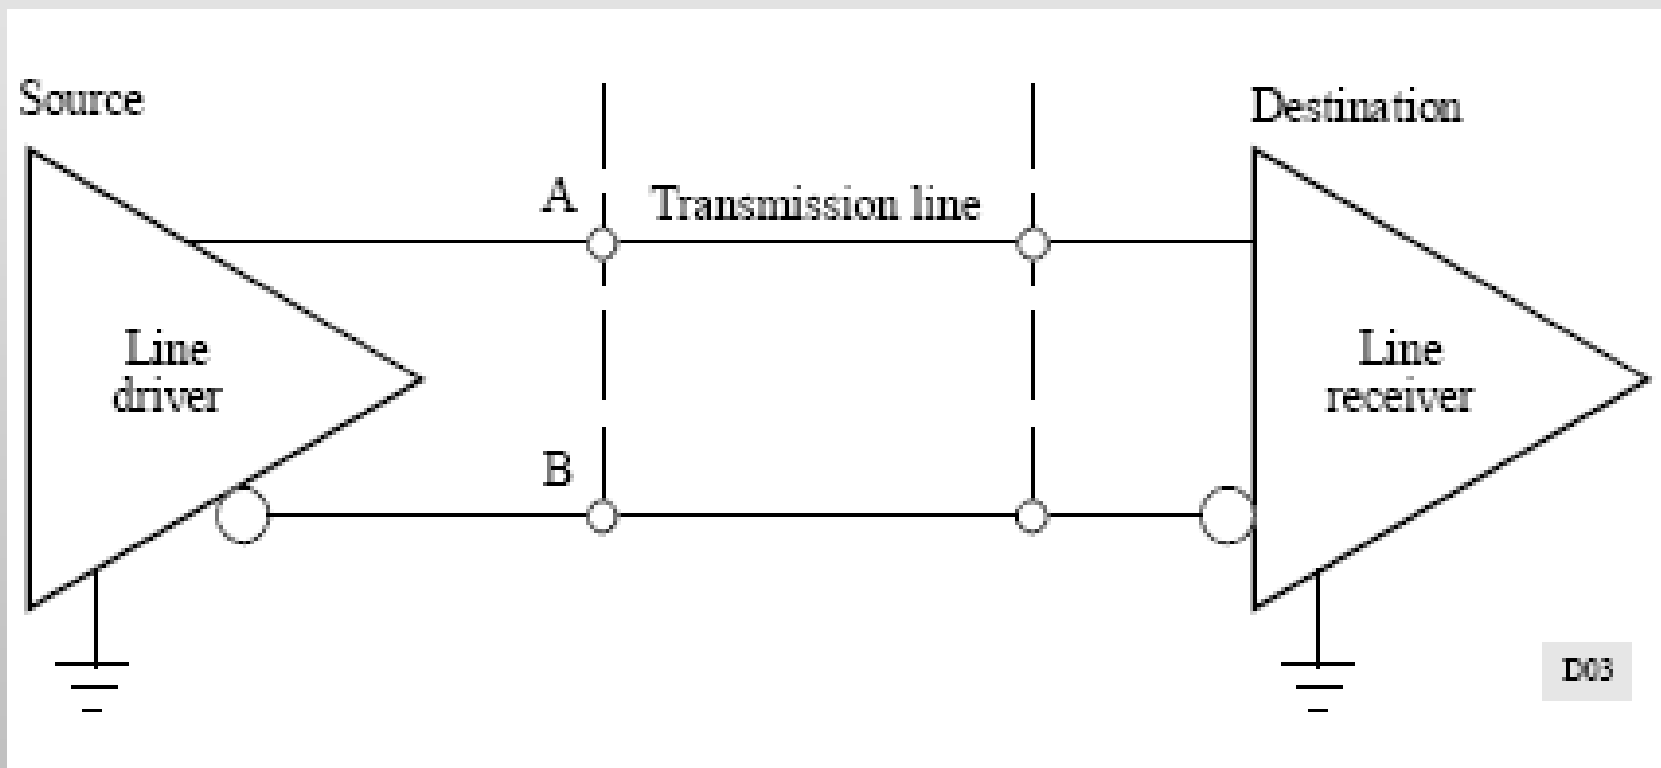 Source
Destination
A
Transmission line
Line
driver
Line
receiver
B
D03